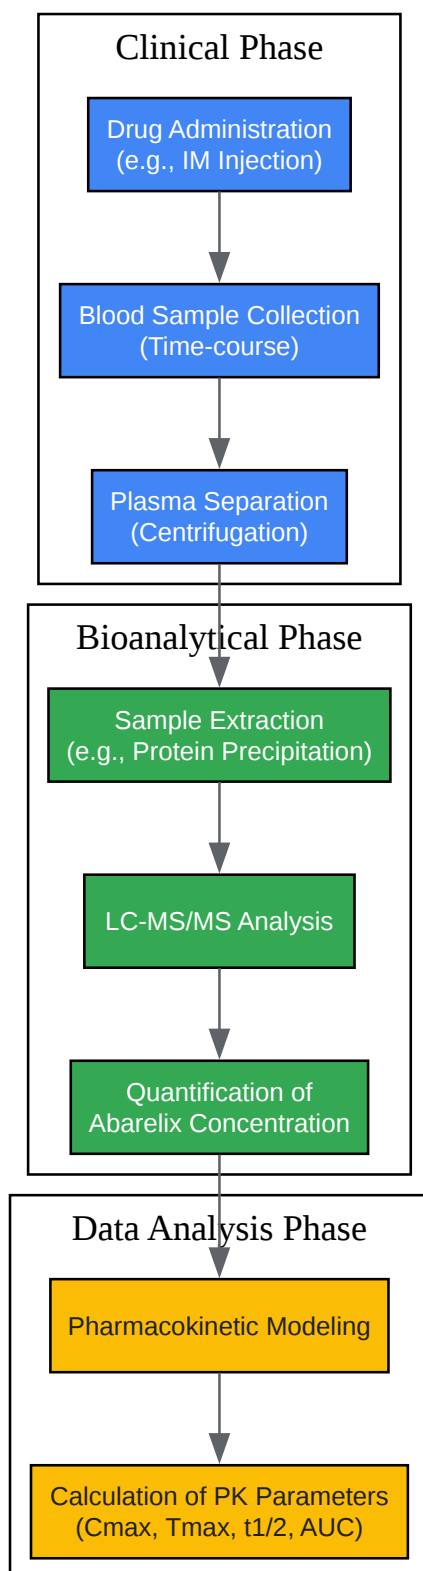 Clinical Phase
Drug Administration
(e.g., IM Injection)
Blood Sample Collection
(Time-course)
Plasma Separation
(Centrifugation)
Bioanalytical Phase
Sample Extraction
(e.g., Protein Precipitation)
LC-MS/MS Analysis
Quantification of
Abarelix Concentration
Data Analysis Phase
Pharmacokinetic Modeling
Calculation of PK Parameters
(Cmax, Tmax, t1/2, AUC)